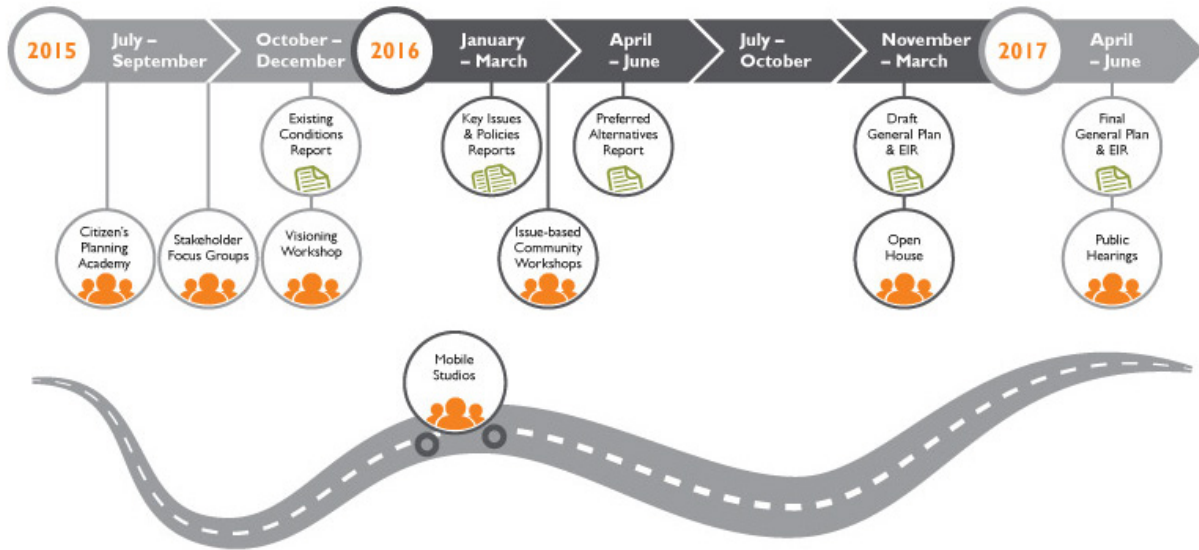 2015
July –
September
October –
December
2016
January
– March
April
– June
July –
October
November
– March
2017
April
– June
Existing
Conditions
Report
Key Issues
& Policies
Reports
Preferred
Alternatives
Report
Draft
General Plan
& EIR
Final
General Plan
& EIR
Citizen's
Planning
Academy
Stakeholder
Focus Groups
Visioning
Workshop
Issue-based
Community
Workshops
Open
House
Public
Hearings
Mobile
Studios